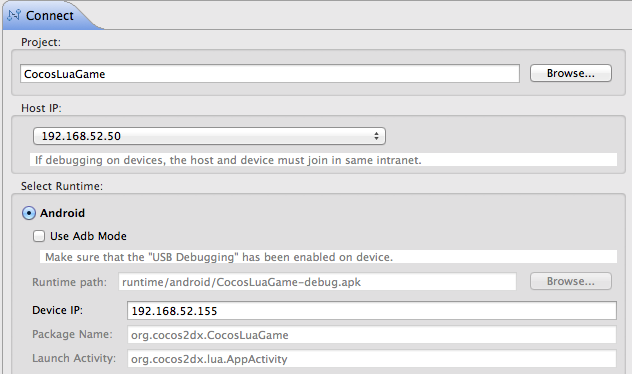 Connect
Project:
CocosLuaGame
Browse...
Host IP:
192.168.52.50
If debugging on devices, the host and device must join in same intranet.
Select Runtime:
Android
Use Adb Mode
Make sure that the "USB Debugging" has been enabled on device.
Runtime path: runtime/android/CocosLuaGame-debug.apk Browse...
Device IP: 192.168.52.155
Package Name: org.cocos2dx.CocosLuaGame
Launch Activity: org.cocos2dx.lua.AppActivity